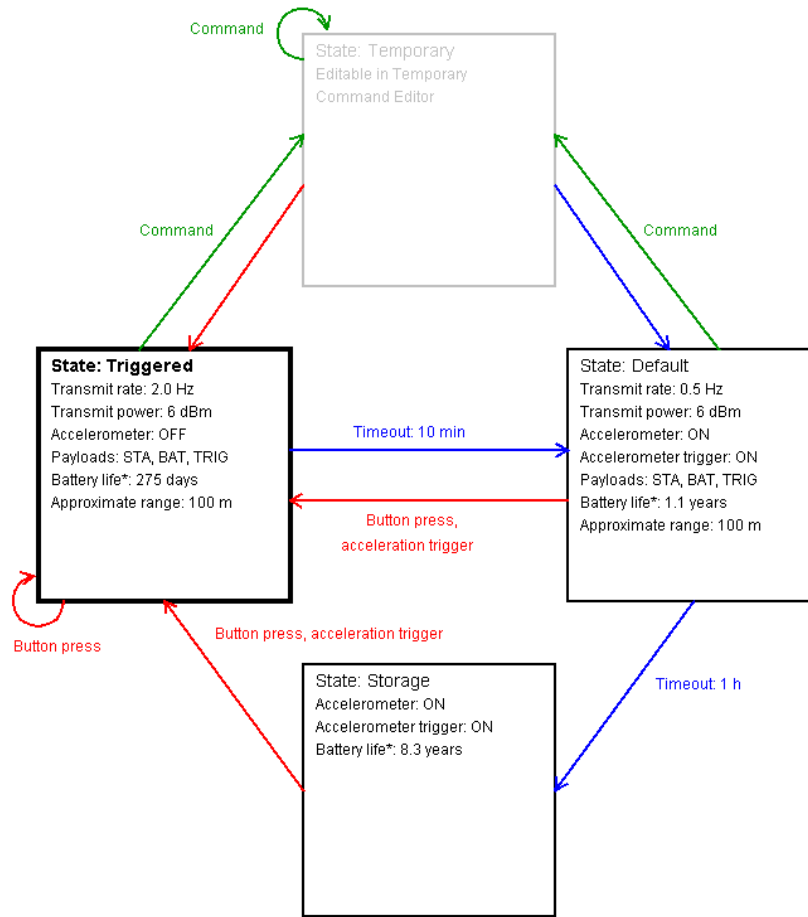 Command
State: Temporary
Editable in Temporary
Command Editor
Command
Command
State: Triggered
Transmit rate: 2.0 Hz
Transmit power: 6 dBm
Accelerometer: OFF
Payloads: STA, BAT, TRIG
Battery life*: 275 days
Approximate range: 100 m
Timeout: 10 min
Button press,
acceleration trigger
State: Default
Transmit rate: 0.5 Hz
Transmit power: 6 dBm
Accelerometer: ON
Accelerometer trigger: ON
Payloads: STA, BAT, TRIG
Battery life*: 1.1 years
Approximate range: 100 m
Button press
Button press, acceleration trigger
Timeout: 1 h
State: Storage
Accelerometer: ON
Accelerometer trigger: ON
Battery life*: 8.3 years